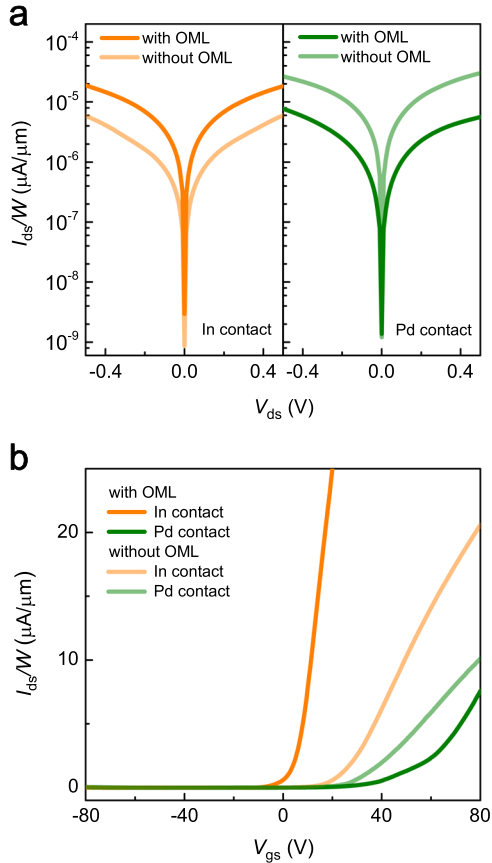 a
with OML
without OML
with OML
without OML
10⁻⁴
10⁻⁵
10⁻⁶
10⁻⁷
10⁻⁸
10⁻⁹
I_ds/W (μA/μm)
In contact
Pd contact
-0.4 0.0 0.4 -0.4 0.0 0.4
V_ds (V)
b
with OML
In contact
Pd contact
without OML
In contact
Pd contact
20
10
0
I_ds/W (μA/μm)
-80 -40 0 40 80
V_gs (V)